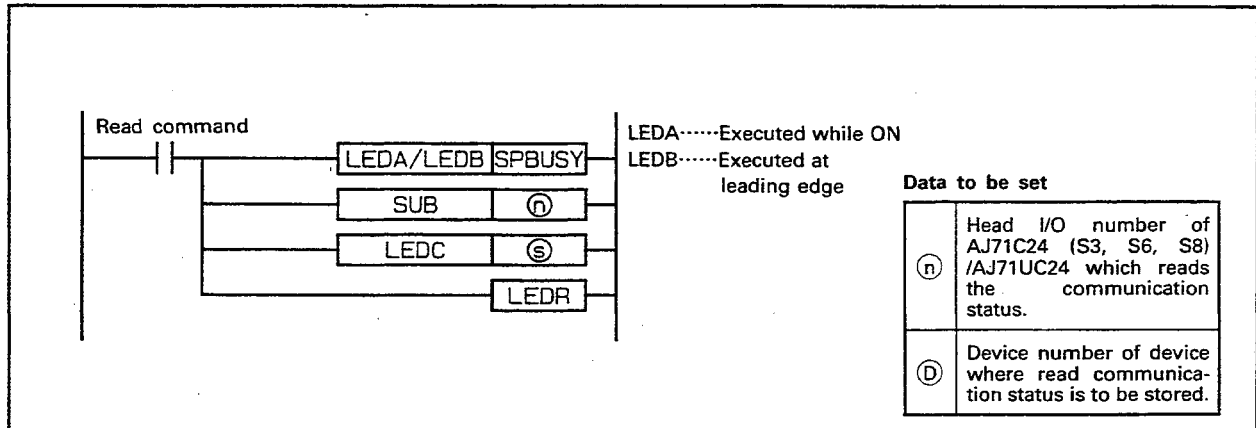 Read command
LEDA/LEDB SPBUSY
SUB ⓝ
LEDC ⓢ
LEDR
LEDA······Executed while ON
LEDB······Executed at
leading edge
Data to be set
ⓝ Head I/O number of
AJ71C24 (S3, S6, S8)
/AJ71UC24 which reads
the communication
status.
Ⓓ Device number of device
where read communica-
tion status is to be stored.